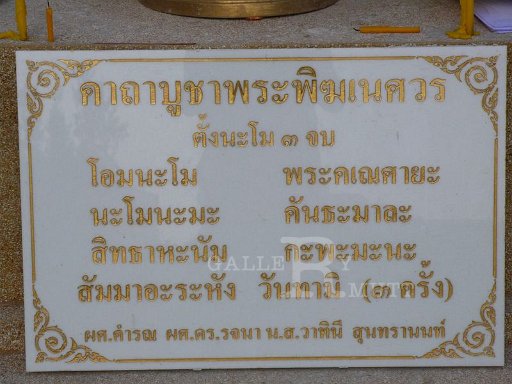 คาถาบูชาพระพิฆเนศวร
ตั้งนะโม ๓ จบ
โอมนะโม พระคเณศายะ
นะโมนะมะ คันธะมาละ
สิทธาหะนัม กะพะมะนะ
สัมมาอะระหัง วันทามิ (๓ ครั้ง)
ผศ.คำรณ ผศ.ดร.รจนา น.ส.วาทินี สุนทรานนท์
GALLERY
RMUTT